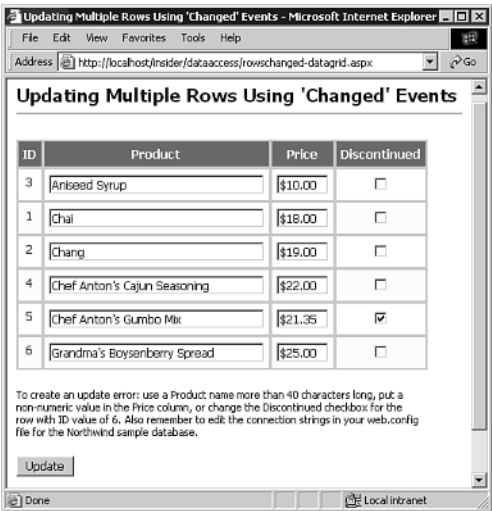 Updating Multiple Rows Using 'Changed' Events - Microsoft Internet Explorer
File Edit View Favorites Tools Help
Address http://localhost/insider/dataaccess/rowschanged-datagrid.aspx Go
Updating Multiple Rows Using 'Changed' Events
ID Product Price Discontinued
3 Aniseed Syrup $10.00
1 Chai $18.00
2 Chang $19.00
4 Chef Anton's Cajun Seasoning $22.00
5 Chef Anton's Gumbo Mix $21.35
6 Grandma's Boysenberry Spread $25.00
To create an update error: use a Product name more than 40 characters long, put a
non-numeric value in the Price column, or change the Discontinued checkbox for the
row with ID value of 6. Also remember to edit the connection strings in your web.config
file for the Northwind sample database.
Update
Done Local intranet